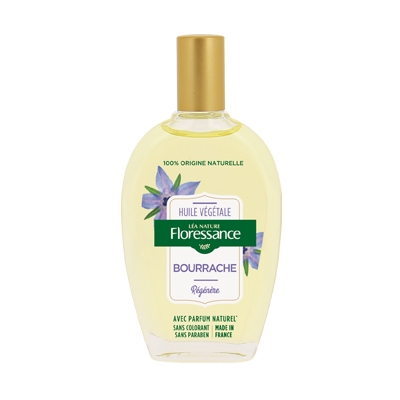 100% ORIGINE NATURELLE
HUILE VÉGÉTALE
LÉA NATURE
Floressance
BOURRACHE
Régénère
AVEC PARFUM NATUREL*
SANS COLORANT
SANS PARABEN
MADE IN
FRANCE